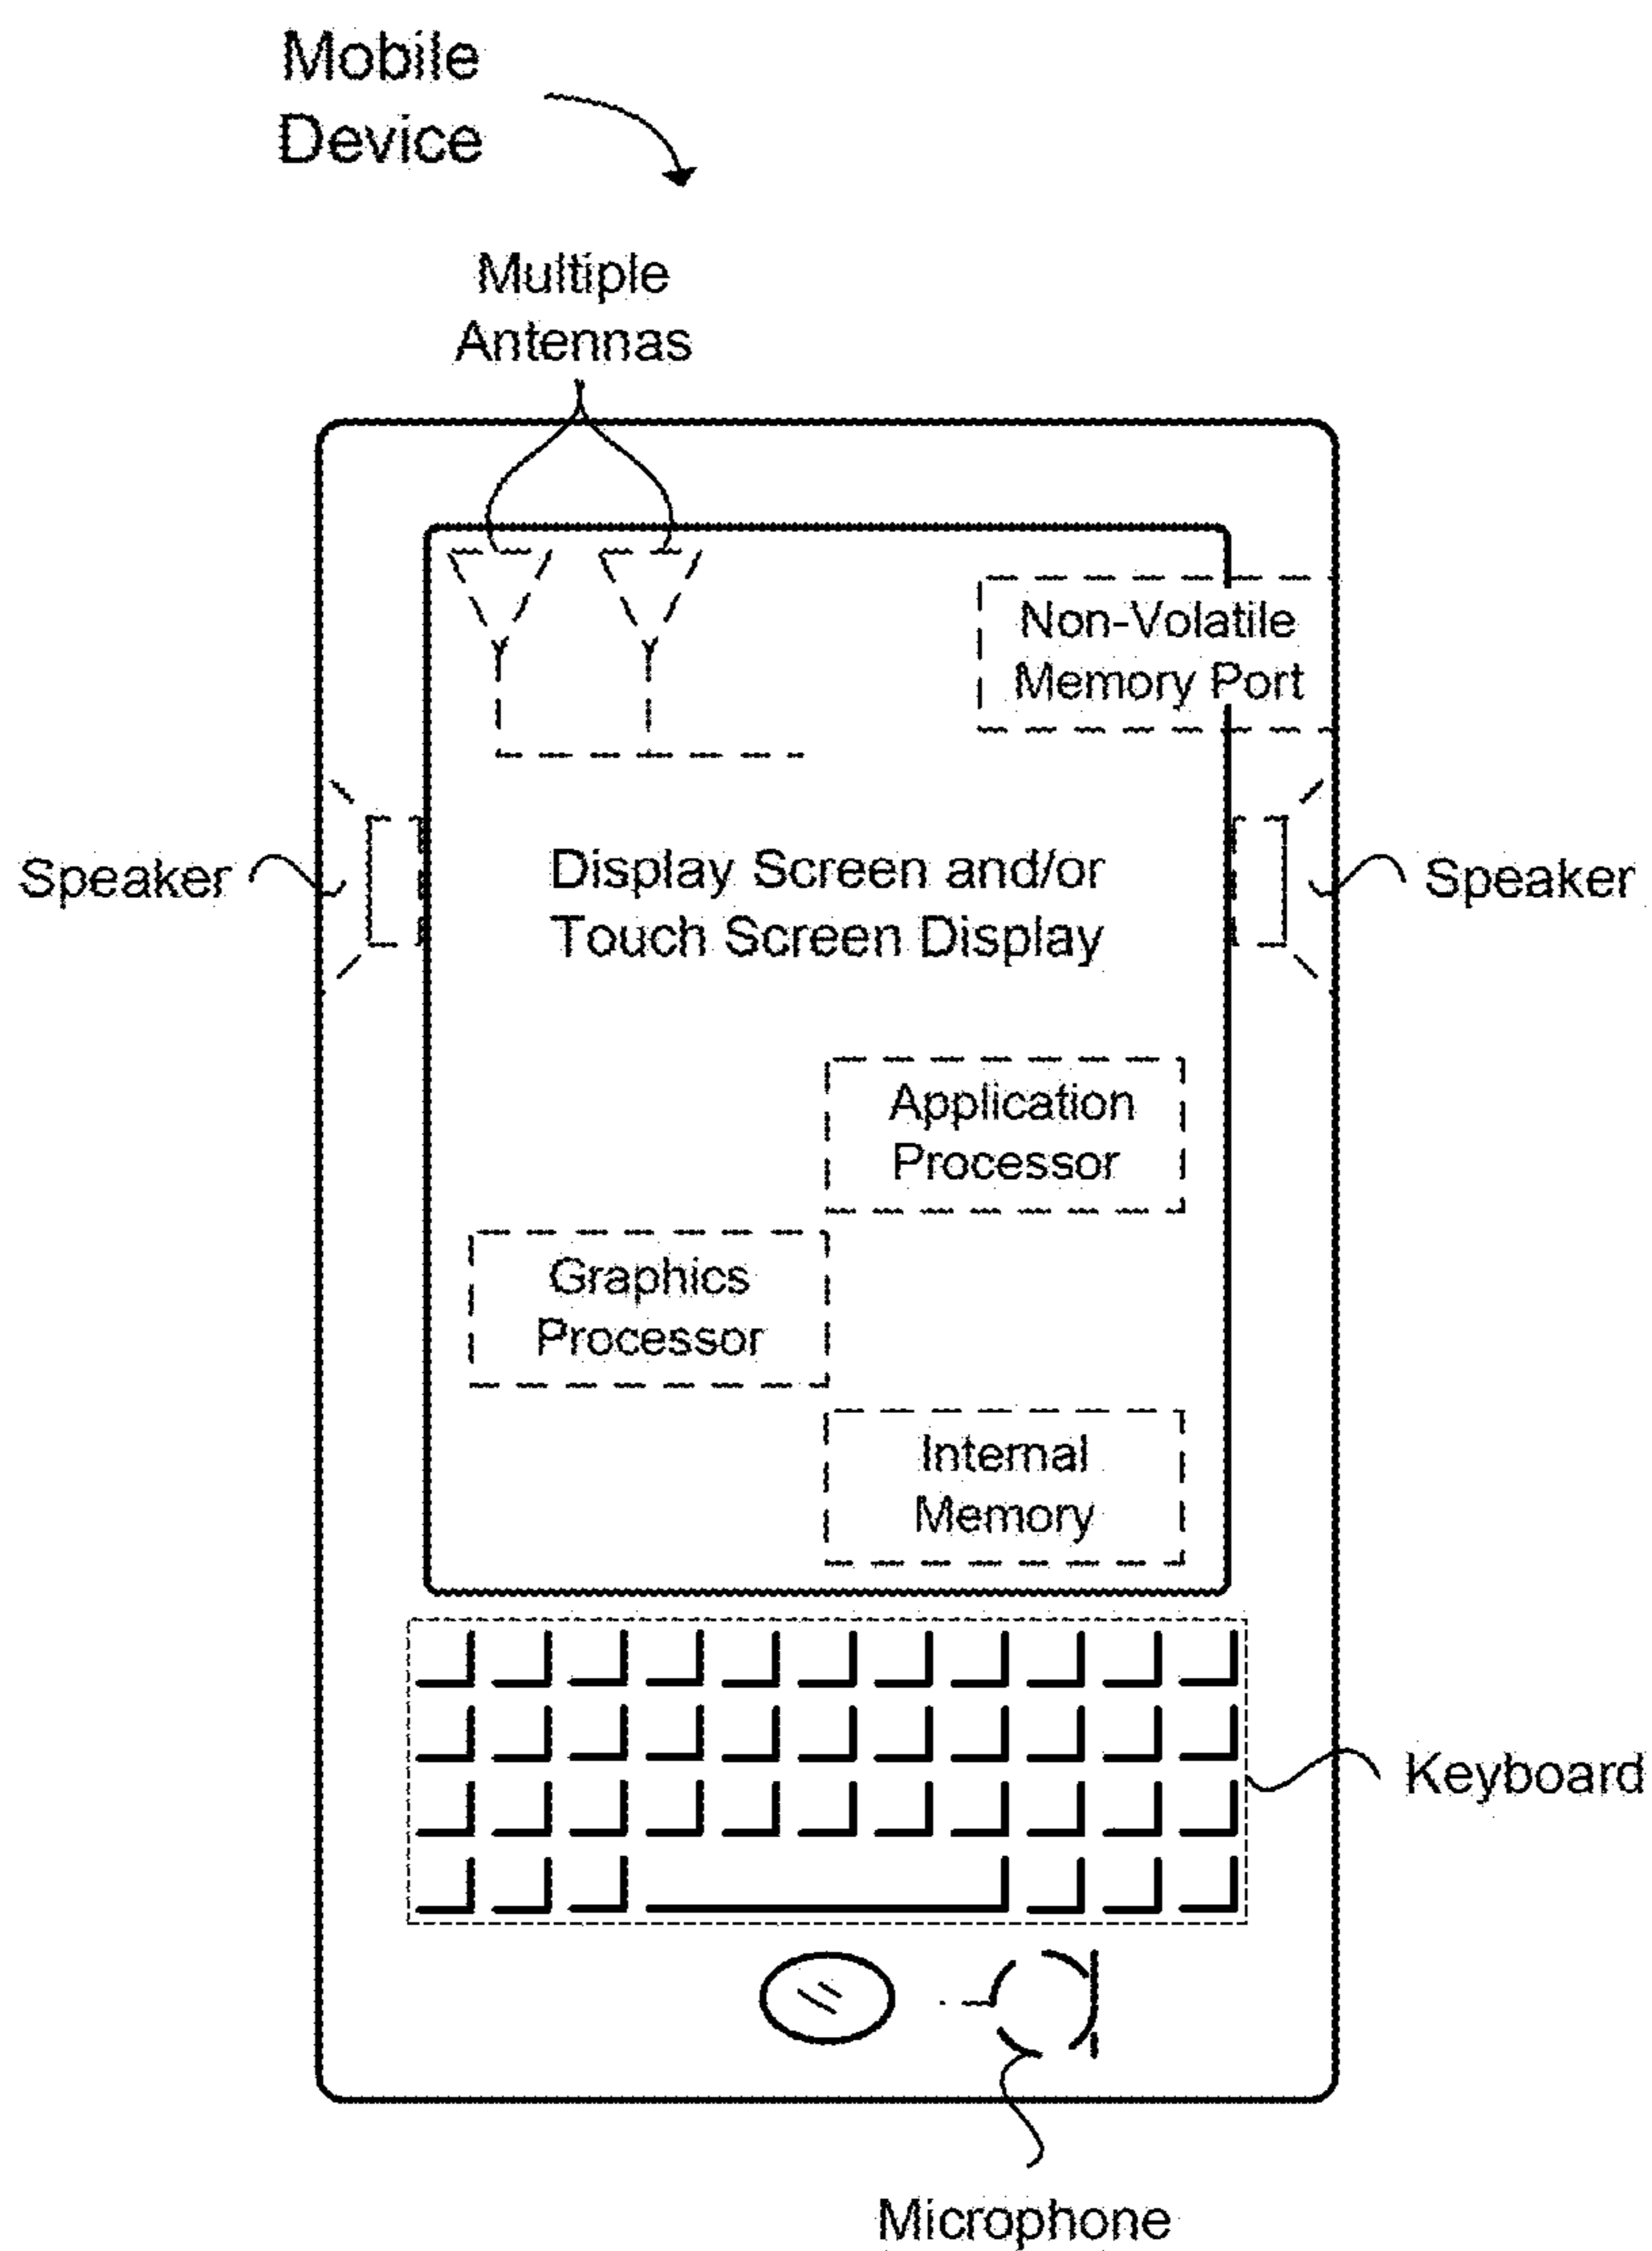 Mobile
Device
Multiple
Antennas
Non-Volatile
Memory Port
Speaker
Display Screen and/or
Touch Screen Display
Speaker
Application
Processor
Graphics
Processor
Internal
Memory
Keyboard
Microphone